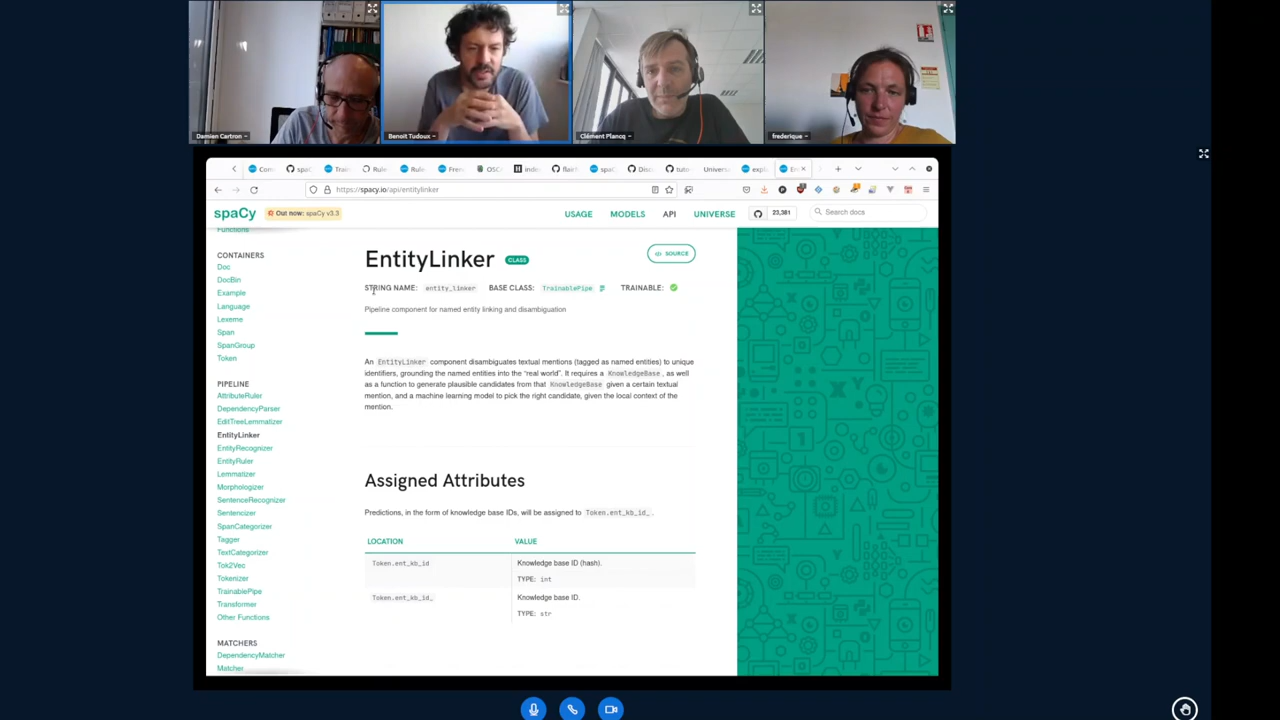 Damien Cartron
Benoit Tudoux
Clément Plancq
frederique
https://spacy.io/api/entitylinker
spaCy
Out now: spaCy v3.3
USAGE
MODELS
API
UNIVERSE
23,381
Search docs
Functions
CONTAINERS
Doc
DocBin
Example
Language
Lexeme
Span
SpanGroup
Token
PIPELINE
AttributeRuler
DependencyParser
EditTreeLemmatizer
EntityLinker
EntityRecognizer
EntityRuler
Lemmatizer
Morphologizer
SentenceRecognizer
Sentencizer
SpanCategorizer
Tagger
TextCategorizer
Tok2Vec
Tokenizer
TrainablePipe
Transformer
Other Functions
MATCHERS
DependencyMatcher
Matcher
EntityLinker CLASS
SOURCE
STRING NAME: entity_linker BASE CLASS: TrainablePipe TRAINABLE:
Pipeline component for named entity linking and disambiguation
An EntityLinker component disambiguates textual mentions (tagged as named entities) to unique
identifiers, grounding the named entities into the “real world”. It requires a KnowledgeBase, as well
as a function to generate plausible candidates from that KnowledgeBase given a certain textual
mention, and a machine learning model to pick the right candidate, given the local context of the
mention.
Assigned Attributes
Predictions, in the form of knowledge base IDs, will be assigned to Token.ent_kb_id_.
LOCATION VALUE
Token.ent_kb_id Knowledge base ID (hash).
TYPE: int
Token.ent_kb_id_ Knowledge base ID.
TYPE: str